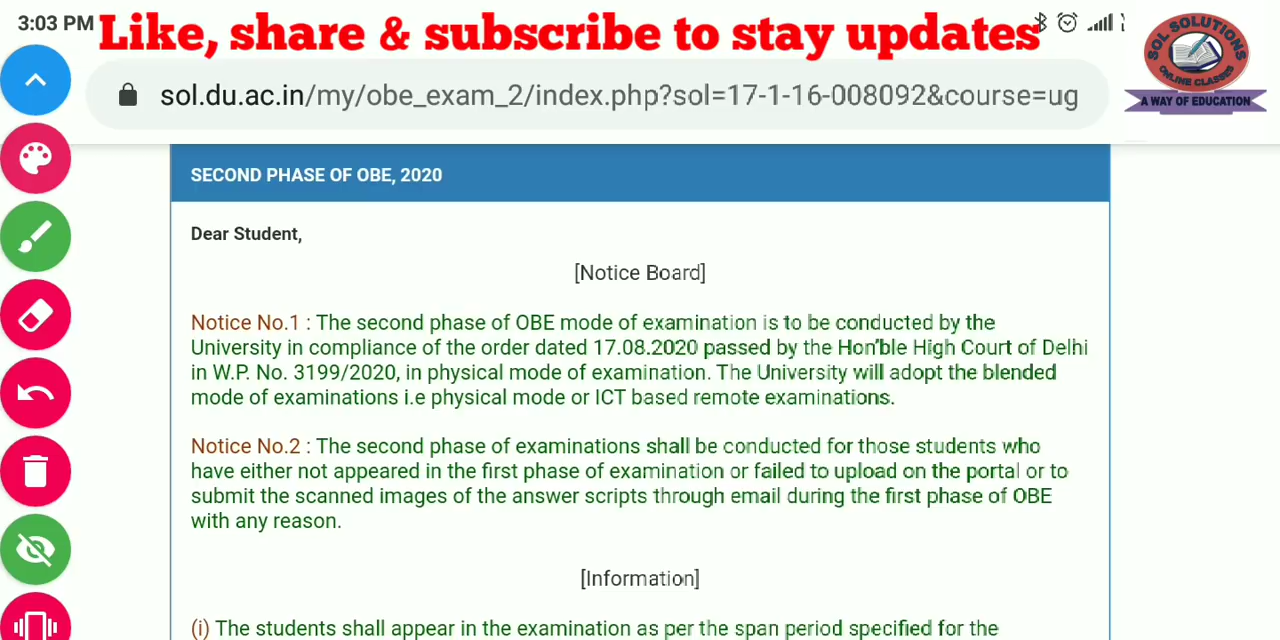 3:03 PM
Like, share & subscribe to stay updates
SOL SOLUTIONS
ONLINE CLASSES
A WAY OF EDUCATION
sol.du.ac.in/my/obe_exam_2/index.php?sol=17-1-16-008092&course=ug
SECOND PHASE OF OBE, 2020
Dear Student,
[Notice Board]
Notice No.1 : The second phase of OBE mode of examination is to be conducted by the
University in compliance of the order dated 17.08.2020 passed by the Hon'ble High Court of Delhi
in W.P. No. 3199/2020, in physical mode of examination. The University will adopt the blended
mode of examinations i.e physical mode or ICT based remote examinations.
Notice No.2 : The second phase of examinations shall be conducted for those students who
have either not appeared in the first phase of examination or failed to upload on the portal or to
submit the scanned images of the answer scripts through email during the first phase of OBE
with any reason.
[Information]
(i) The students shall appear in the examination as per the span period specified for the